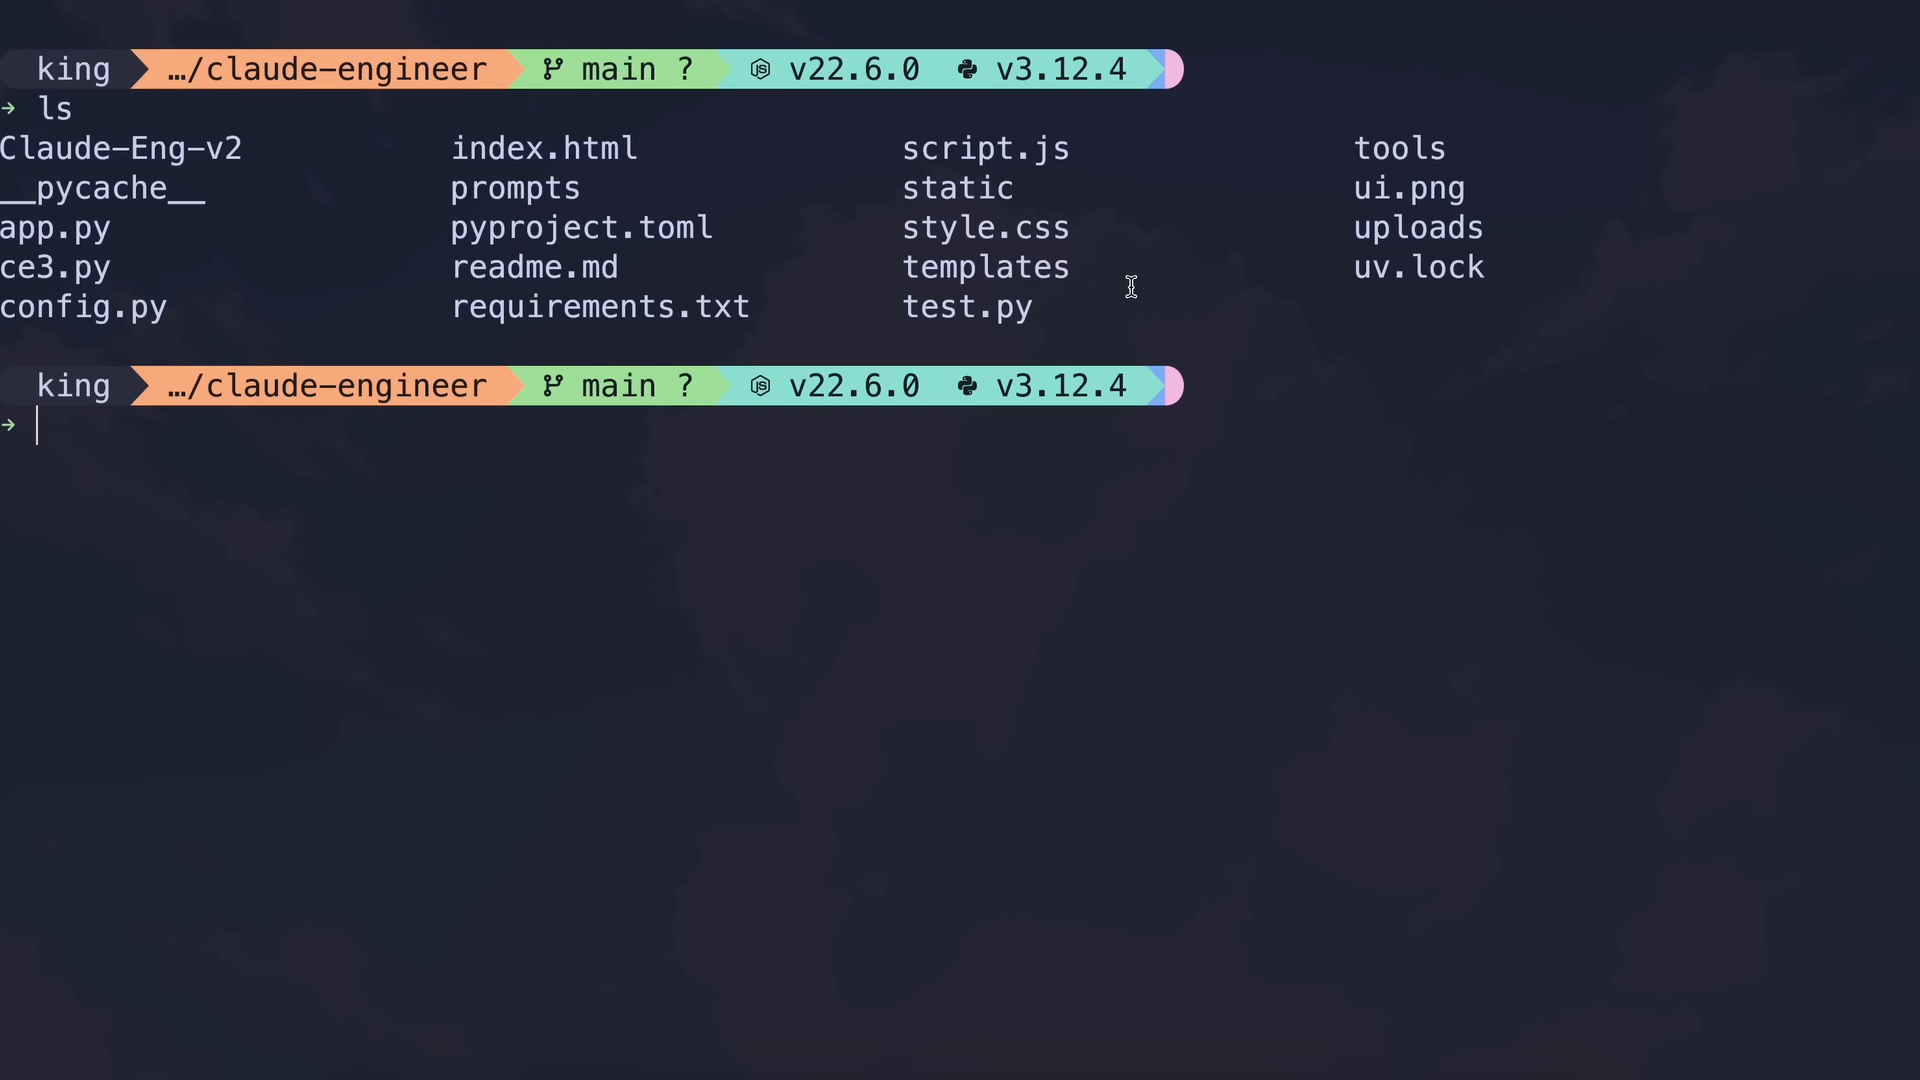 king …/claude-engineer main ? v22.6.0 v3.12.4
→ ls
Claude-Eng-v2 index.html script.js tools
__pycache__ prompts static ui.png
app.py pyproject.toml style.css uploads
ce3.py readme.md templates uv.lock
config.py requirements.txt test.py
king …/claude-engineer main ? v22.6.0 v3.12.4
→